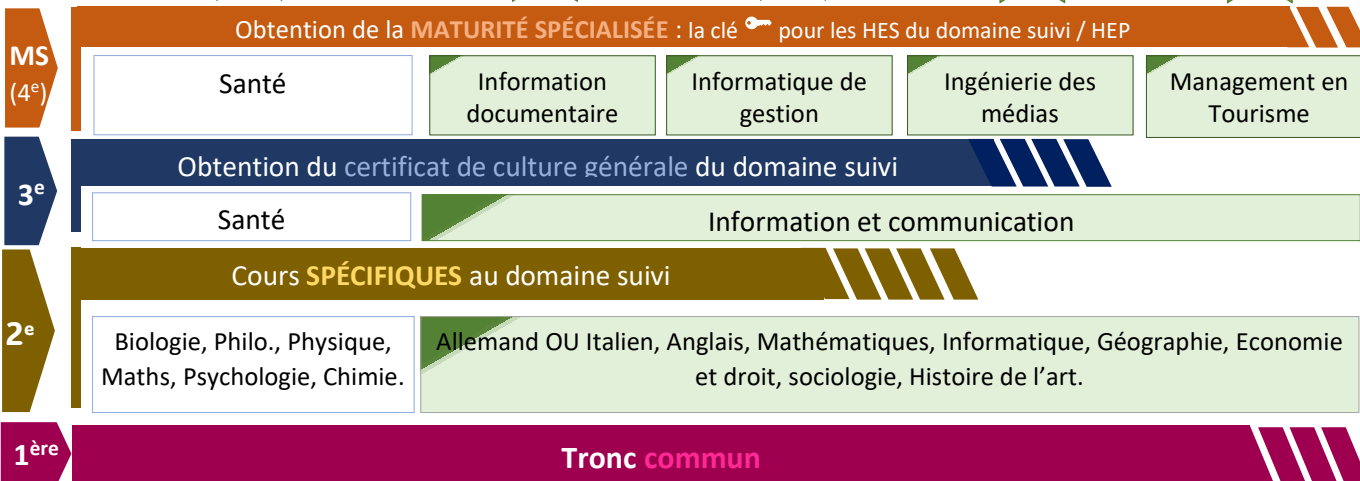 Obtention de la MATURITÉ SPÉCIALISÉE : la clé pour les HES du domaine suivi / HEP
MS
(4e)
Santé
Information
documentaire
Informatique de
gestion
Ingénierie des
médias
Management en
Tourisme
3e
Obtention du certificat de culture générale du domaine suivi
Santé
Information et communication
2e
Cours SPÉCIFIQUES au domaine suivi
Biologie, Philo., Physique,
Maths, Psychologie, Chimie.
Allemand OU Italien, Anglais, Mathématiques, Informatique, Géographie, Economie
et droit, sociologie, Histoire de l’art.
1ère
Tronc commun